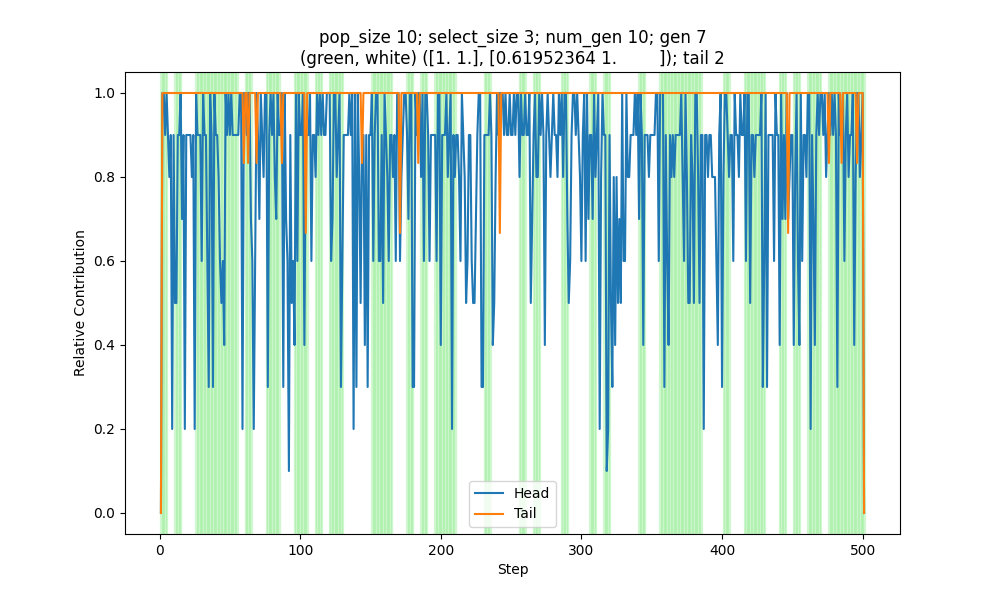 pop_size 10; select_size 3; num_gen 10; gen 7
(green, white) ([1. 1.], [0.61952364 1.         ]); tail 2
Relative Contribution
1.0
0.8
0.6
0.4
0.2
0.0
Head
Tail
0 100 200 300 400 500
Step